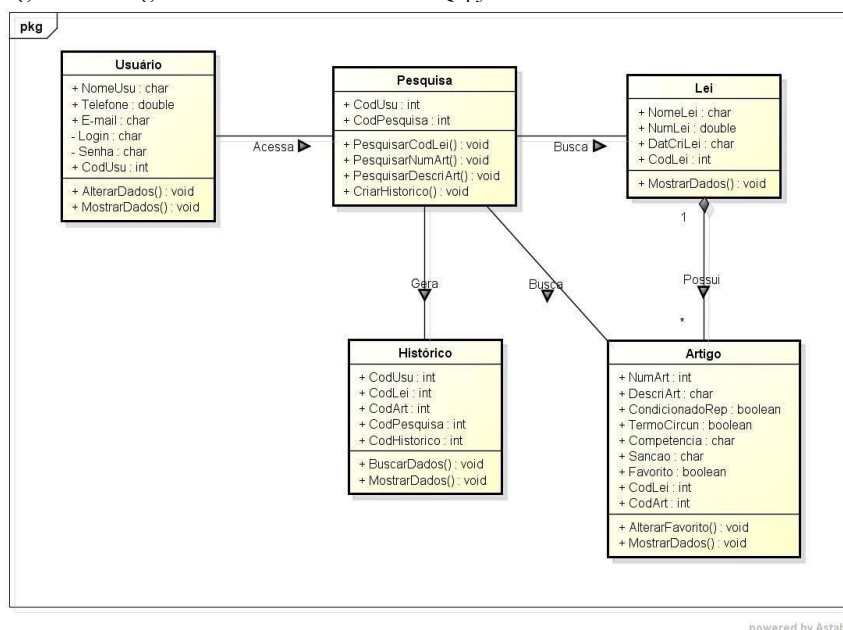 pkg
Usuário
+ NomeUsu : char
+ Telefone : double
+ E-mail : char
- Login : char
- Senha : char
+ CodUsu : int
+ AlterarDados() : void
+ MostrarDados() : void
Acessa
Pesquisa
+ CodUsu : int
+ CodPesquisa : int
+ PesquisarCodLei() : void
+ PesquisarNumArt() : void
+ PesquisarDescriArt() : void
+ CriarHistorico() : void
Busca
Lei
+ NomeLei : char
+ NumLei : double
+ DatCriLei : char
+ CodLei : int
+ MostrarDados() : void
1
Gera
Busca
Possui
*
Histórico
+ CodUsu : int
+ CodLei : int
+ CodArt : int
+ CodPesquisa : int
+ CodHistorico : int
+ BuscarDados() : void
+ MostrarDados() : void
Artigo
+ NumArt : int
+ DescriArt : char
+ CondicionadoRep : boolean
+ TermoCircun : boolean
+ Competencia : char
+ Sancao : char
+ Favorito : boolean
+ CodLei : int
+ CodArt : int
+ AlterarFavorito() : void
+ MostrarDados() : void
powered by Astah